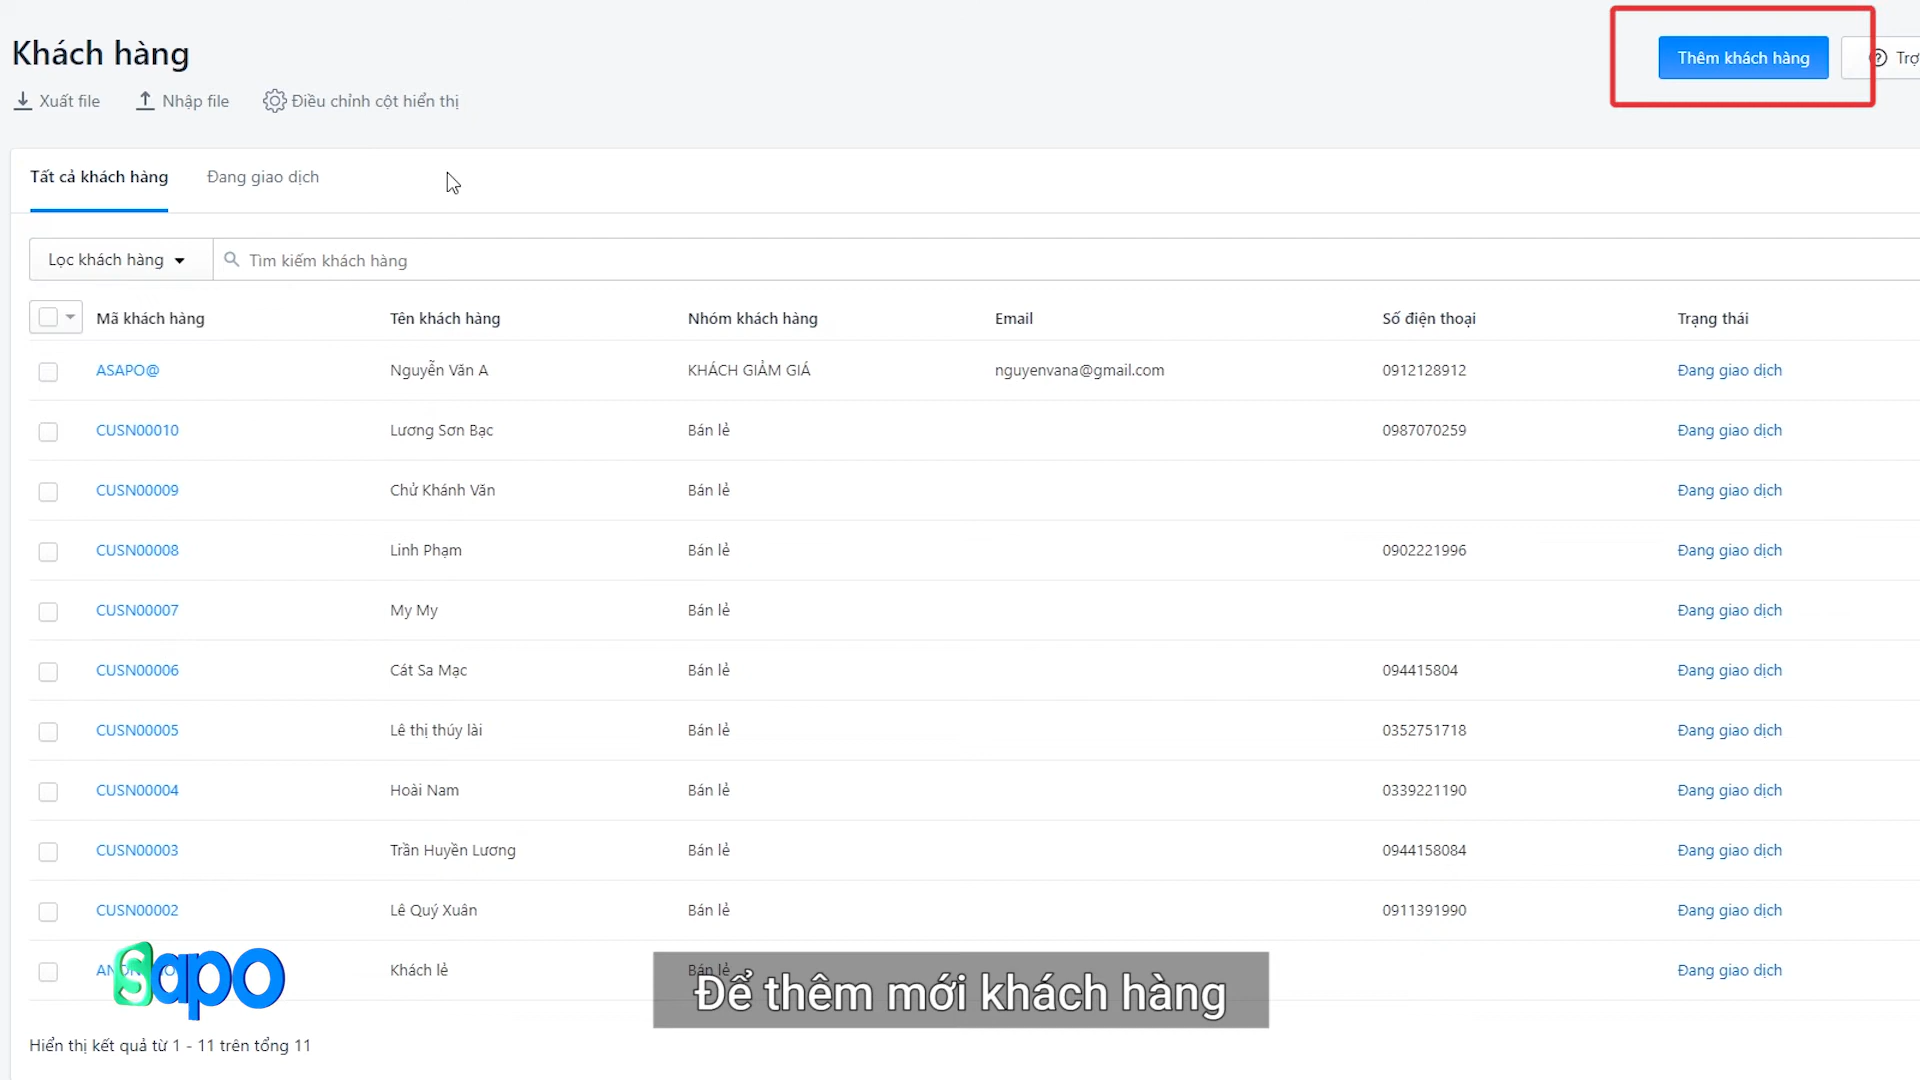 Khách hàng
Thêm khách hàng
Xuất file Nhập file Điều chỉnh cột hiển thị
Tất cả khách hàng Đang giao dịch
Lọc khách hàng Tìm kiếm khách hàng
Mã khách hàng Tên khách hàng Nhóm khách hàng Email Số điện thoại Trạng thái
ASAPO@ Nguyễn Văn A KHÁCH GIẢM GIÁ nguyenvana@gmail.com 0912128912 Đang giao dịch
CUSN00010 Lương Sơn Bạc Bán lẻ 0987070259 Đang giao dịch
CUSN00009 Chử Khánh Văn Bán lẻ Đang giao dịch
CUSN00008 Linh Phạm Bán lẻ 0902221996 Đang giao dịch
CUSN00007 My My Bán lẻ Đang giao dịch
CUSN00006 Cát Sa Mạc Bán lẻ 094415804 Đang giao dịch
CUSN00005 Lê thị thúy lài Bán lẻ 0352751718 Đang giao dịch
CUSN00004 Hoài Nam Bán lẻ 0339221190 Đang giao dịch
CUSN00003 Trần Huyền Lương Bán lẻ 0944158084 Đang giao dịch
CUSN00002 Lê Quý Xuân Bán lẻ 0911391990 Đang giao dịch
Khách lẻ Bán lẻ Đang giao dịch
Sapo
Để thêm mới khách hàng
Hiển thị kết quả từ 1 - 11 trên tổng 11